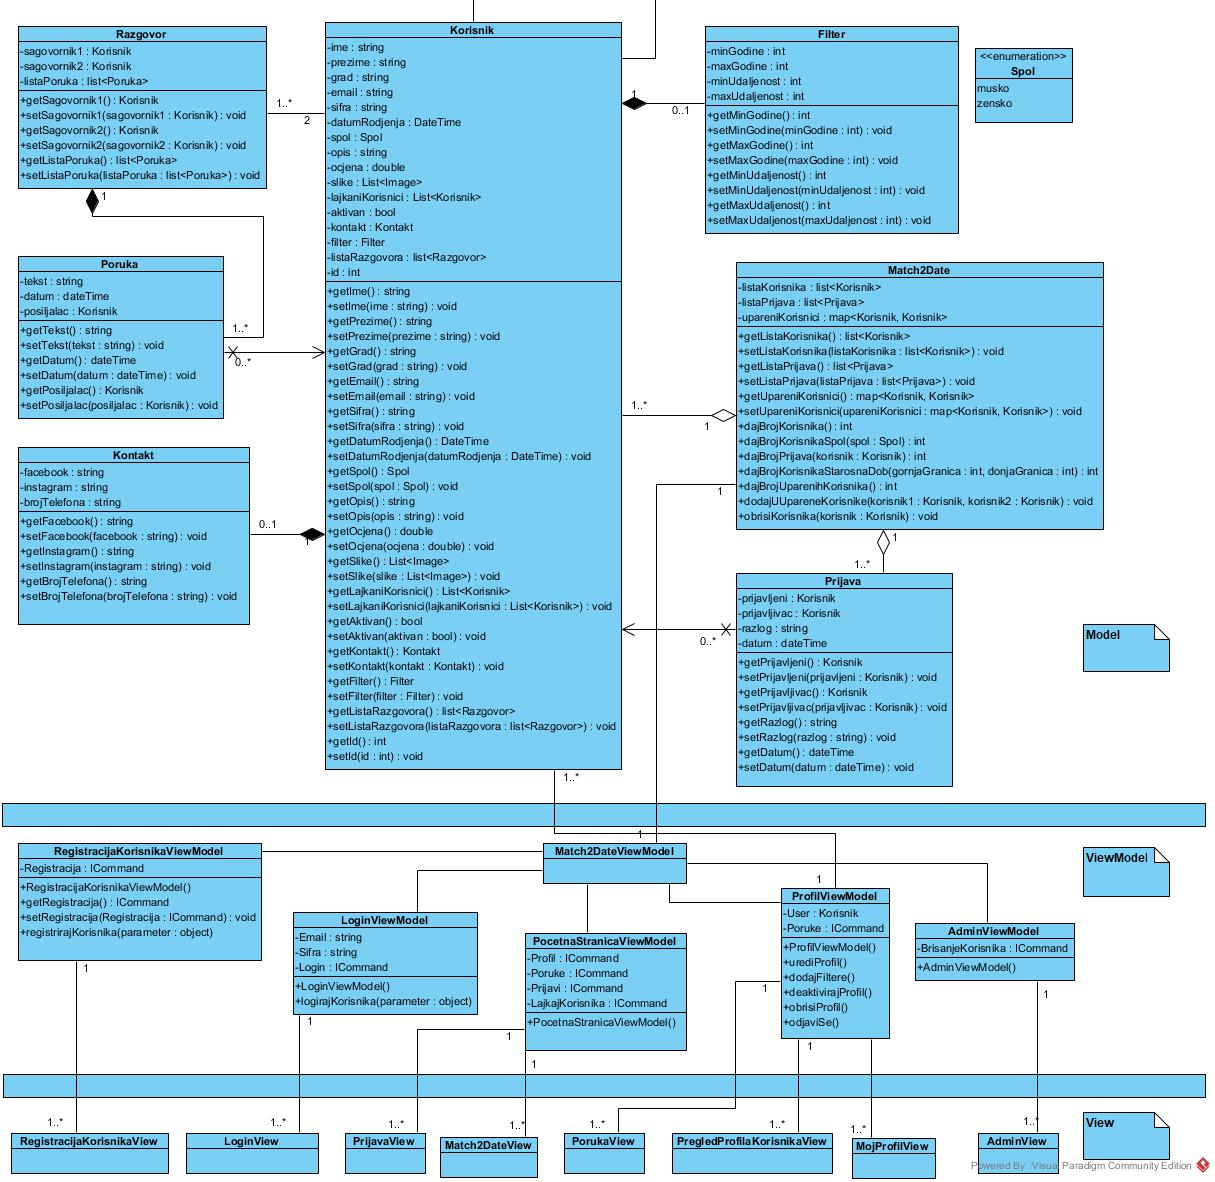 Razgovor
-sagovornik1 : Korisnik
-sagovornik2 : Korisnik
-listaPoruka : list<Poruka>
+getSagovornik1() : Korisnik
+setSagovornik1(sagovornik1 : Korisnik) : void
+getSagovornik2() : Korisnik
+setSagovornik2(sagovornik2 : Korisnik) : void
+getListaPoruka() : list<Poruka>
+setListaPoruka(listaPoruka : list<Poruka>) : void
1..*
2
1
Korisnik
-ime : string
-prezime : string
-grad : string
-email : string
-sifra : string
-datumRodjenja : DateTime
-spol : Spol
-opis : string
-ocjena : double
-slike : List<Image>
-lajkaniKorisnici : List<Korisnik>
-aktivan : bool
-kontakt : Kontakt
-filter : Filter
-listaRazgovora : list<Razgovor>
-id : int
+getIme() : string
+setIme(ime : string) : void
+getPrezime() : string
+setPrezime(prezime : string) : void
+getGrad() : string
+setGrad(grad : string) : void
+getEmail() : string
+setEmail(email : string) : void
+getSifra() : string
+setSifra(sifra : string) : void
+getDatumRodjenja() : DateTime
+setDatumRodjenja(datumRodjenja : DateTime) : void
+getSpol() : Spol
+setSpol(spol : Spol) : void
+getOpis() : string
+setOpis(opis : string) : void
+getOcjena() : double
+setOcjena(ocjena : double) : void
+getSlike() : List<Image>
+setSlike(slike : List<Image>) : void
+getLajkaniKorisnici() : List<Korisnik>
+setLajkaniKorisnici(lajkaniKorisnici : List<Korisnik>) : void
+getAktivan() : bool
+setAktivan(aktivan : bool) : void
+getKontakt() : Kontakt
+setKontakt(kontakt : Kontakt) : void
+getFilter() : Filter
+setFilter(filter : Filter) : void
+getListaRazgovora() : list<Razgovor>
+setListaRazgovora(listaRazgovora : list<Razgovor>) : void
+getId() : int
+setId(id : int) : void
1
0..1
Filter
-minGodine : int
-maxGodine : int
-minUdaljenost : int
-maxUdaljenost : int
+getMinGodine() : int
+setMinGodine(minGodine : int) : void
+getMaxGodine() : int
+setMaxGodine(maxGodine : int) : void
+getMinUdaljenost() : int
+setMinUdaljenost(minUdaljenost : int) : void
+getMaxUdaljenost() : int
+setMaxUdaljenost(maxUdaljenost : int) : void
<<enumeration>>
Spol
musko
zensko
Poruka
-tekst : string
-datum : dateTime
-posiljalac : Korisnik
+getTekst() : string
+setTekst(tekst : string) : void
+getDatum() : dateTime
+setDatum(datum : dateTime) : void
+getPosiljalac() : Korisnik
+setPosiljalac(posiljalac : Korisnik) : void
1..*
0..*
Match2Date
-listaKorisnika : list<Korisnik>
-listaPrijava : list<Prijava>
-upareniKorisnici : map<Korisnik, Korisnik>
+getListaKorisnika() : list<Korisnik>
+setListaKorisnika(listaKorisnika : list<Korisnik>) : void
+getListaPrijava() : list<Prijava>
+setListaPrijava(listaPrijava : list<Prijava>) : void
+getUpareniKorisnici() : map<Korisnik, Korisnik>
+setUpareniKorisnici(upareniKorisnici : map<Korisnik, Korisnik>) : void
+dajBrojKorisnika() : int
+dajBrojKorisnikaSpol(spol : Spol) : int
+dajBrojPrijava(korisnik : Korisnik) : int
+dajBrojKorisnikaStarosnaDob(gornjaGranica : int, donjaGranica : int) : int
+dajBrojUparenihKorisnika() : int
+dodajUUpareneKorisnike(korisnik1 : Korisnik, korisnik2 : Korisnik) : void
+obrisiKorisnika(korisnik : Korisnik) : void
1..*
1
1
1
1..*
Kontakt
-facebook : string
-instagram : string
-brojTelefona : string
+getFacebook() : string
+setFacebook(facebook : string) : void
+getInstagram() : string
+setInstagram(instagram : string) : void
+getBrojTelefona() : string
+setBrojTelefona(brojTelefona : string) : void
0..1
1
Prijava
-prijavljeni : Korisnik
-prijavljivac : Korisnik
-razlog : string
-datum : dateTime
+getPrijavljeni() : Korisnik
+setPrijavljeni(prijavljeni : Korisnik) : void
+getPrijavljivac() : Korisnik
+setPrijavljivac(prijavljivac : Korisnik) : void
+getRazlog() : string
+setRazlog(razlog : string) : void
+getDatum() : dateTime
+setDatum(datum : dateTime) : void
0..*
Model
1..*
1
RegistracijaKorisnikaViewModel
-Registracija : ICommand
+RegistracijaKorisnikaViewModel()
+getRegistracija() : ICommand
+setRegistracija(Registracija : ICommand) : void
+registrirajKorisnika(parameter : object)
1
Match2DateViewModel
ViewModel
1
LoginViewModel
-Email : string
-Sifra : string
-Login : ICommand
+LoginViewModel()
+logirajKorisnika(parameter : object)
1
PocetnaStranicaViewModel
-Profil : ICommand
-Poruke : ICommand
-Prijavi : ICommand
-LajkajKorisnika : ICommand
+PocetnaStranicaViewModel()
1
1
ProfilViewModel
-User : Korisnik
-Poruke : ICommand
+ProfilViewModel()
+urediProfil()
+dodajFiltere()
+deaktivirajProfil()
+obrisiProfil()
+odjaviSe()
1
1
AdminViewModel
-BrisanjeKorisnika : ICommand
+AdminViewModel()
1
1..*
1..*
1..*
1..*
1..*
1..*
1..*
1..*
View
RegistracijaKorisnikaView
LoginView
PrijavaView
Match2DateView
PorukaView
PregledProfilaKorisnikaView
MojProfilView
AdminView
Powered By Visual Paradigm Community Edition